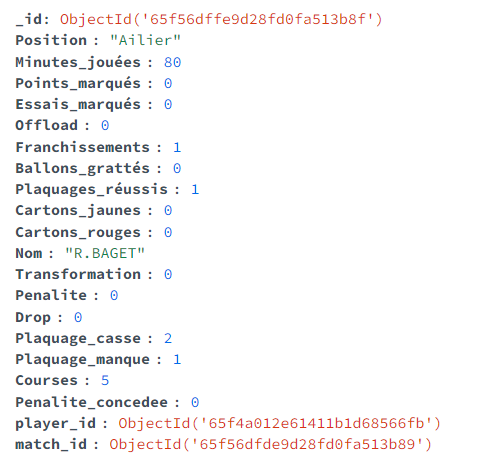 _id: ObjectId('65f56dffe9d28fd0fa513b8f')
Position : "Ailier"
Minutes_jouées : 80
Points_marqués : 0
Essais_marqués : 0
Offload : 0
Franchissements : 1
Ballons_grattés : 0
Plaquages_réussis : 1
Cartons_jaunes : 0
Cartons_rouges : 0
Nom : "R.BAGET"
Transformation : 0
Penalite : 0
Drop : 0
Plaquage_casse : 2
Plaquage_manque : 1
Courses : 5
Penalite_concedee : 0
player_id : ObjectId('65f4a012e61411b1d68566fb')
match_id : ObjectId('65f56dfde9d28fd0fa513b89')